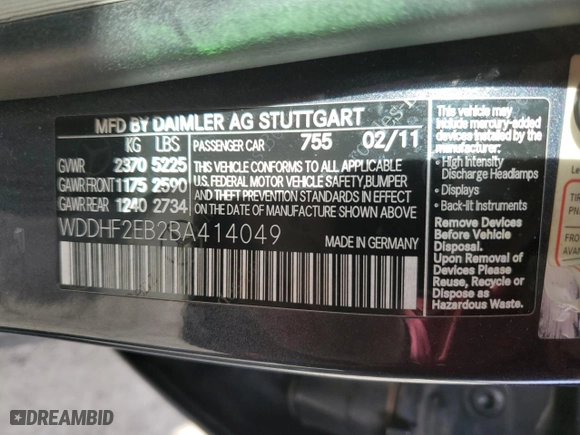 MFD BY DAIMLER AG STUTTGART
KG LBS
GVWR 2370 5225
GAWR FRONT 1175 2590
GAWR REAR 1240 2734
PASSENGER CAR 755 02/11
THIS VEHICLE CONFORMS TO ALL APPLICABLE
U.S. FEDERAL MOTOR VEHICLE SAFETY, BUMPER
AND THEFT PREVENTION STANDARDS IN EFFECT
ON THE DATE OF MANUFACTURE SHOWN ABOVE.
WDDHF2EB2BA414049
MADE IN GERMANY
This vehicle may
include mercury-added
devices installed by the
manufacturer:
• High Intensity
Discharge Headlamps
• Displays
• Back-lit Instruments
Remove Devices
Before Vehicle
Disposal.
Upon Removal of
Devices Please
Reuse, Recycle or
Dispose as
Hazardous Waste.
DREAMBID